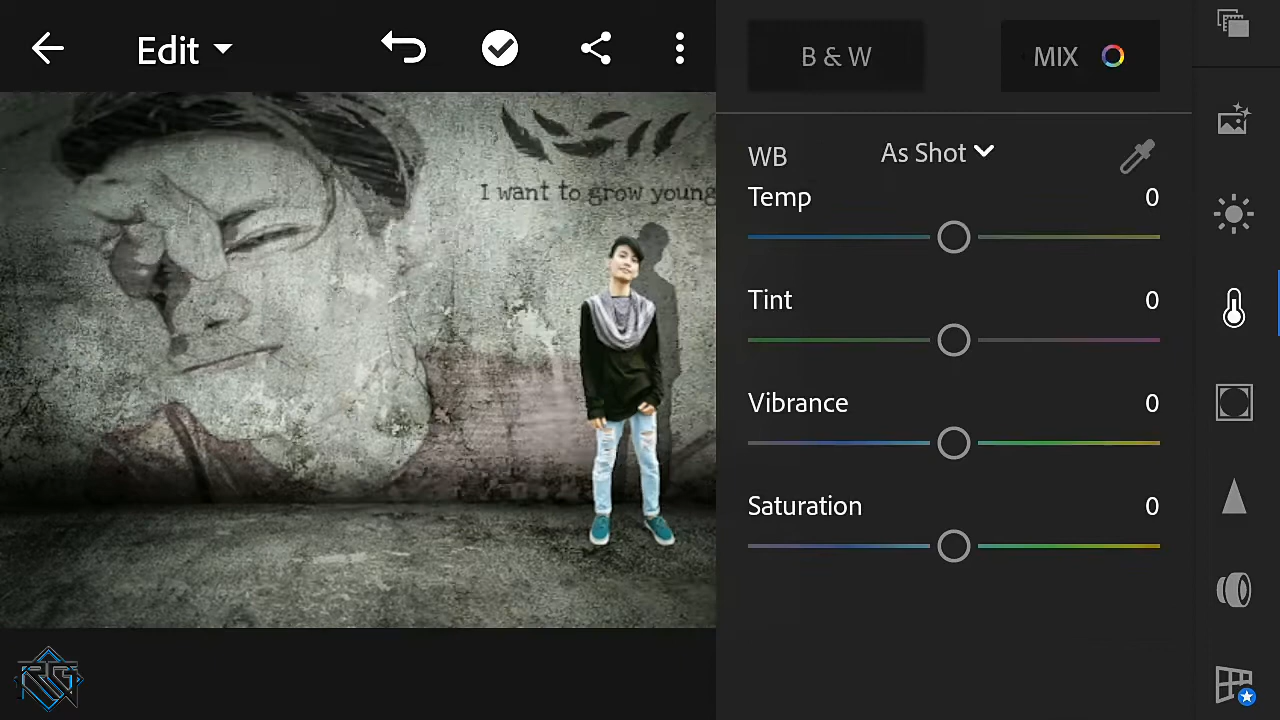 Edit
B & W
MIX
WB
As Shot
I want to grow young
Temp
0
Tint
0
Vibrance
0
Saturation
0